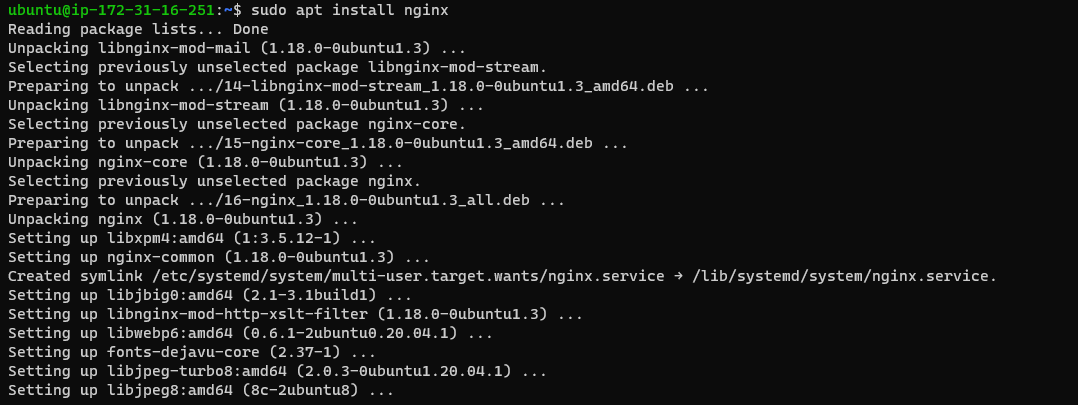 ubuntu@ip-172-31-16-251:~$ sudo apt install nginx
Reading package lists... Done
Unpacking libnginx-mod-mail (1.18.0-0ubuntu1.3) ...
Selecting previously unselected package libnginx-mod-stream.
Preparing to unpack .../14-libnginx-mod-stream_1.18.0-0ubuntu1.3_amd64.deb ...
Unpacking libnginx-mod-stream (1.18.0-0ubuntu1.3) ...
Selecting previously unselected package nginx-core.
Preparing to unpack .../15-nginx-core_1.18.0-0ubuntu1.3_amd64.deb ...
Unpacking nginx-core (1.18.0-0ubuntu1.3) ...
Selecting previously unselected package nginx.
Preparing to unpack .../16-nginx_1.18.0-0ubuntu1.3_all.deb ...
Unpacking nginx (1.18.0-0ubuntu1.3) ...
Setting up libxpm4:amd64 (1:3.5.12-1) ...
Setting up nginx-common (1.18.0-0ubuntu1.3) ...
Created symlink /etc/systemd/system/multi-user.target.wants/nginx.service → /lib/systemd/system/nginx.service.
Setting up libjbig0:amd64 (2.1-3.1build1) ...
Setting up libnginx-mod-http-xslt-filter (1.18.0-0ubuntu1.3) ...
Setting up libwebp6:amd64 (0.6.1-2ubuntu0.20.04.1) ...
Setting up fonts-dejavu-core (2.37-1) ...
Setting up libjpeg-turbo8:amd64 (2.0.3-0ubuntu1.20.04.1) ...
Setting up libjpeg8:amd64 (8c-2ubuntu8) ...